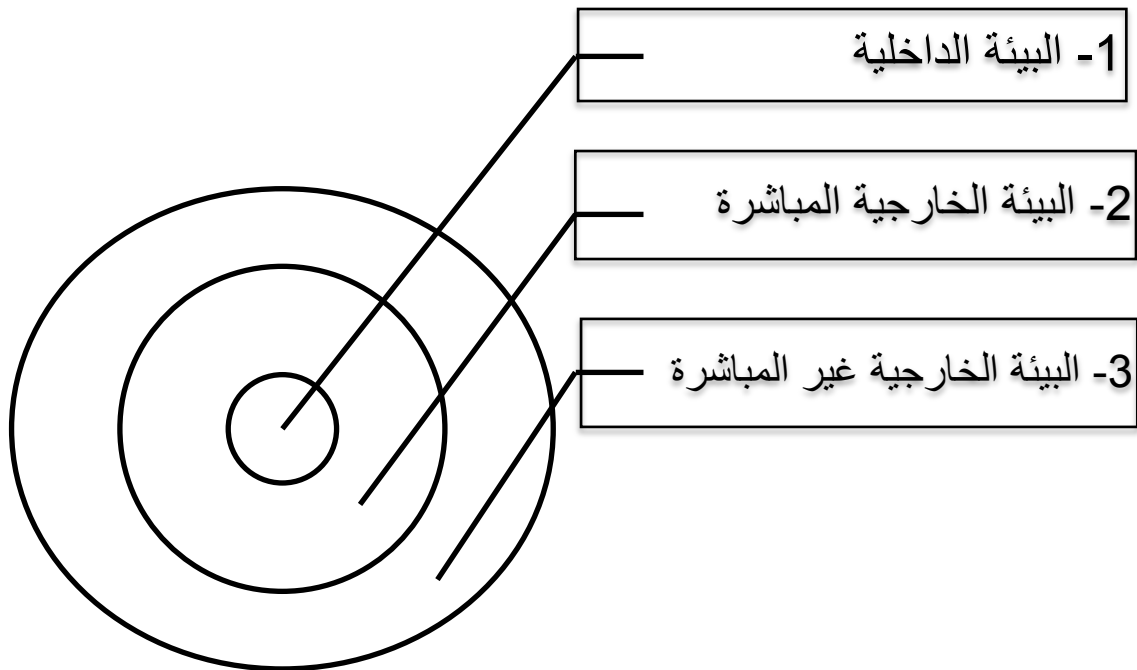 1- البيئة الداخلية
2- البيئة الخارجية المباشرة
3- البيئة الخارجية غير المباشرة